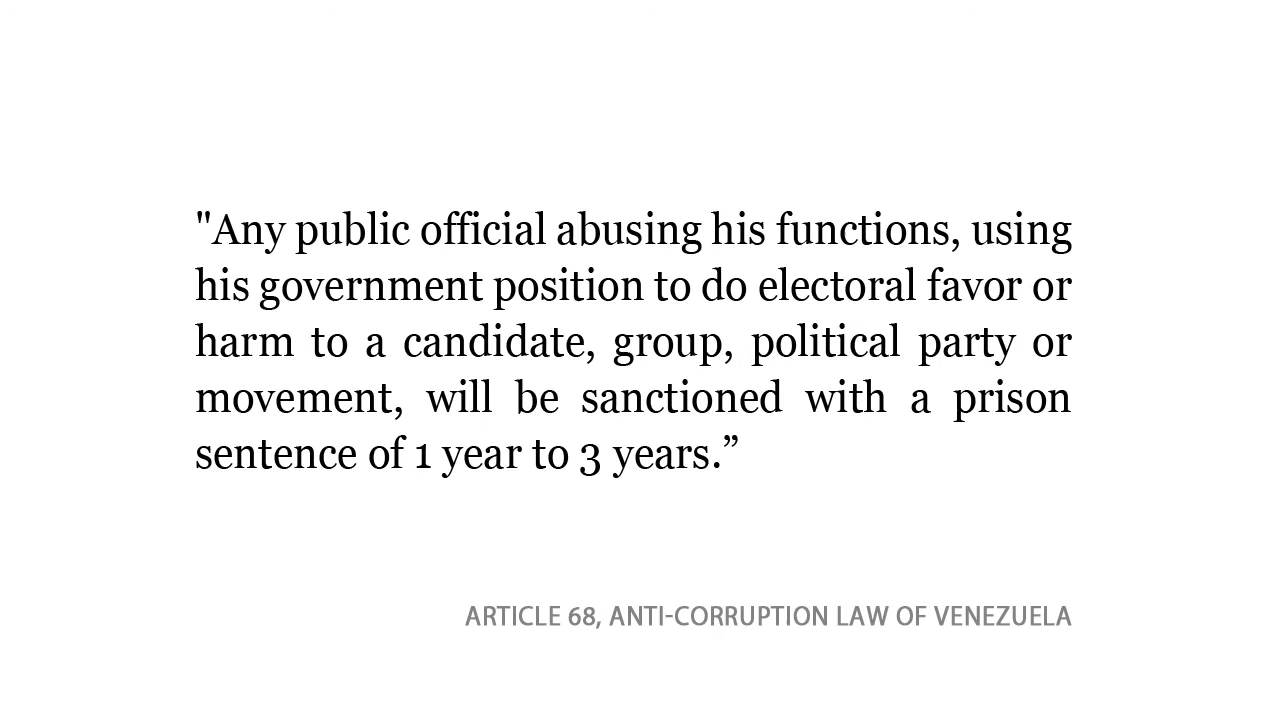 "Any public official abusing his functions, using
his government position to do electoral favor or
harm to a candidate, group, political party or
movement, will be sanctioned with a prison
sentence of 1 year to 3 years.”
ARTICLE 68, ANTI-CORRUPTION LAW OF VENEZUELA